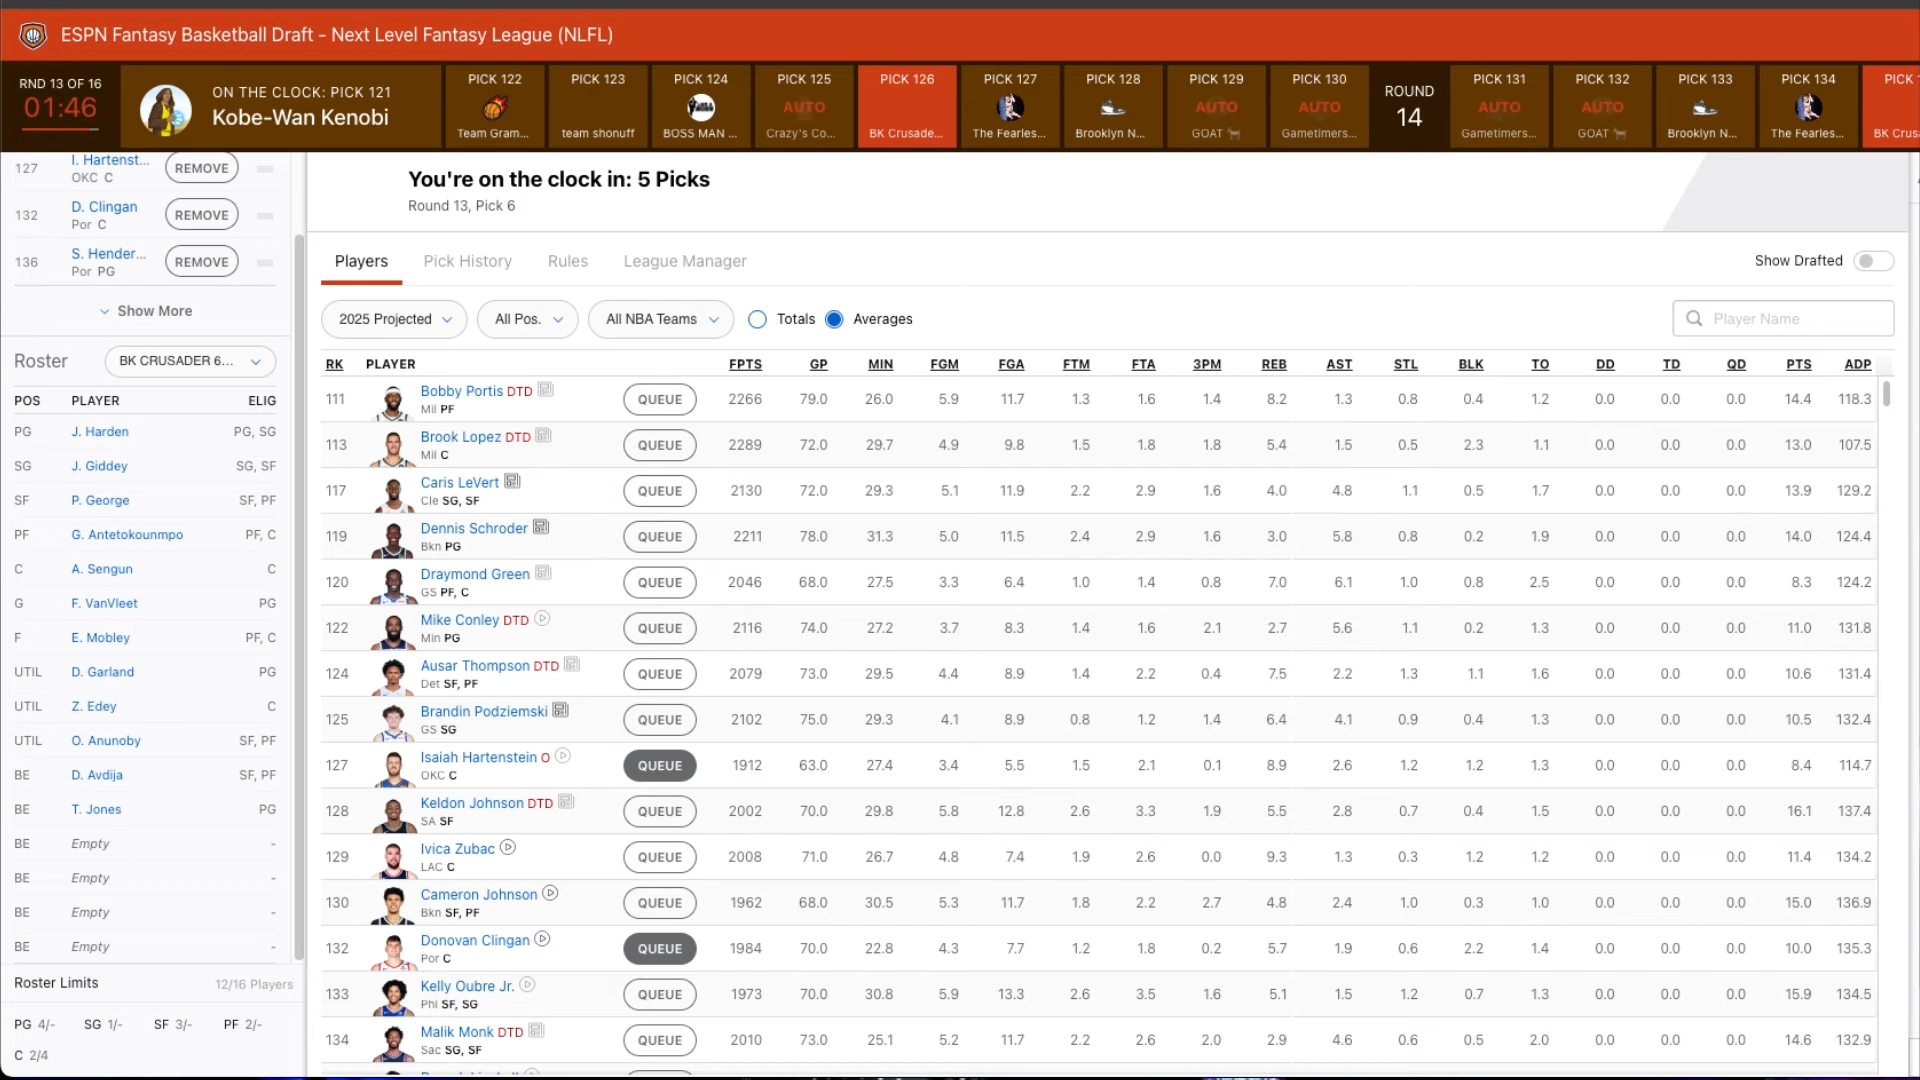 ESPN Fantasy Basketball Draft - Next Level Fantasy League (NLFL)
RND 13 OF 16
01:46
ON THE CLOCK: PICK 121
Kobe-Wan Kenobi
PICK 122
Team Gram...
PICK 123
team shonuff
PICK 124
BOSS MAN ...
PICK 125
AUTO
Crazy's Co...
PICK 126
BK Crusade...
PICK 127
The Fearles...
PICK 128
Brooklyn N...
PICK 129
AUTO
GOAT 🐐
PICK 130
AUTO
Gametimers...
ROUND
14
PICK 131
AUTO
Gametimers...
PICK 132
AUTO
GOAT 🐐
PICK 133
Brooklyn N...
PICK 134
The Fearles...
PICK 1
BK Crus
127 I. Hartenst... OKC C REMOVE
132 D. Clingan Por C REMOVE
136 S. Hender... Por PG REMOVE
Show More
Roster BK CRUSADER 6...
POS PLAYER ELIG
PG J. Harden PG, SG
SG J. Giddey SG, SF
SF P. George SF, PF
PF G. Antetokounmpo PF, C
C A. Sengun C
G F. VanVleet PG
F E. Mobley PF, C
UTIL D. Garland PG
UTIL Z. Edey C
UTIL O. Anunoby SF, PF
BE D. Avdija SF, PF
BE T. Jones PG
BE Empty -
BE Empty -
BE Empty -
BE Empty -
Roster Limits 12/16 Players
PG 4/- SG 1/- SF 3/- PF 2/-
C 2/4
You're on the clock in: 5 Picks
Round 13, Pick 6
Players Pick History Rules League Manager Show Drafted
2025 Projected All Pos. All NBA Teams Totals Averages Player Name
RK PLAYER FPTS GP MIN FGM FGA FTM FTA 3PM REB AST STL BLK TO DD TD QD PTS ADP
111 Bobby Portis DTD Mil PF QUEUE 2266 79.0 26.0 5.9 11.7 1.3 1.6 1.4 8.2 1.3 0.8 0.4 1.2 0.0 0.0 0.0 14.4 118.3
113 Brook Lopez DTD Mil C QUEUE 2289 72.0 29.7 4.9 9.8 1.5 1.8 1.8 5.4 1.5 0.5 2.3 1.1 0.0 0.0 0.0 13.0 107.5
117 Caris LeVert Cle SG, SF QUEUE 2130 72.0 29.3 5.1 11.9 2.2 2.9 1.6 4.0 4.8 1.1 0.5 1.7 0.0 0.0 0.0 13.9 129.2
119 Dennis Schroder Bkn PG QUEUE 2211 78.0 31.3 5.0 11.5 2.4 2.9 1.6 3.0 5.8 0.8 0.2 1.9 0.0 0.0 0.0 14.0 124.4
120 Draymond Green GS PF, C QUEUE 2046 68.0 27.5 3.3 6.4 1.0 1.4 0.8 7.0 6.1 1.0 0.8 2.5 0.0 0.0 0.0 8.3 124.2
122 Mike Conley DTD Min PG QUEUE 2116 74.0 27.2 3.7 8.3 1.4 1.6 2.1 2.7 5.6 1.1 0.2 1.3 0.0 0.0 0.0 11.0 131.8
124 Ausar Thompson DTD Det SF, PF QUEUE 2079 73.0 29.5 4.4 8.9 1.4 2.2 0.4 7.5 2.2 1.3 1.1 1.6 0.0 0.0 0.0 10.6 131.4
125 Brandin Podziemski GS SG QUEUE 2102 75.0 29.3 4.1 8.9 0.8 1.2 1.4 6.4 4.1 0.9 0.4 1.3 0.0 0.0 0.0 10.5 132.4
127 Isaiah Hartenstein O OKC C QUEUE 1912 63.0 27.4 3.4 5.5 1.5 2.1 0.1 8.9 2.6 1.2 1.2 1.3 0.0 0.0 0.0 8.4 114.7
128 Keldon Johnson DTD SA SF QUEUE 2002 70.0 29.8 5.8 12.8 2.6 3.3 1.9 5.5 2.8 0.7 0.4 1.5 0.0 0.0 0.0 16.1 137.4
129 Ivica Zubac LAC C QUEUE 2008 71.0 26.7 4.8 7.4 1.9 2.6 0.0 9.3 1.3 0.3 1.2 1.2 0.0 0.0 0.0 11.4 134.2
130 Cameron Johnson Bkn SF, PF QUEUE 1962 68.0 30.5 5.3 11.7 1.8 2.2 2.7 4.8 2.4 1.0 0.3 1.0 0.0 0.0 0.0 15.0 136.9
132 Donovan Clingan Por C QUEUE 1984 70.0 22.8 4.3 7.7 1.2 1.8 0.2 5.7 1.9 0.6 2.2 1.4 0.0 0.0 0.0 10.0 135.3
133 Kelly Oubre Jr. Phi SF, SG QUEUE 1973 70.0 30.8 5.9 13.3 2.6 3.5 1.6 5.1 1.5 1.2 0.7 1.3 0.0 0.0 0.0 15.9 134.5
134 Malik Monk DTD Sac SG, SF QUEUE 2010 73.0 25.1 5.2 11.7 2.2 2.6 2.0 2.9 4.6 0.6 0.5 2.0 0.0 0.0 0.0 14.6 132.9